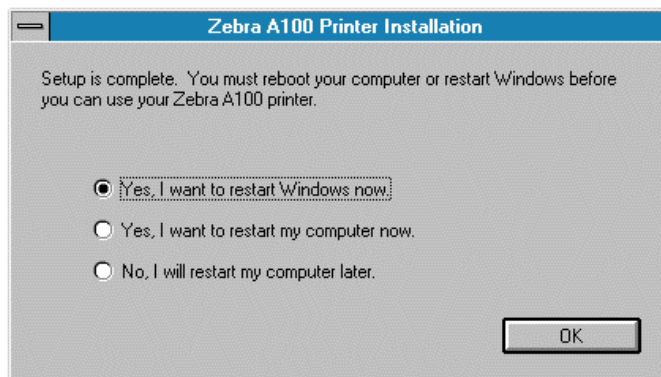 Zebra A100 Printer Installation
Setup is complete.  You must reboot your computer or restart Windows before
you can use your Zebra A100 printer.
Yes, I want to restart Windows now.
Yes, I want to restart my computer now.
No, I will restart my computer later.
OK